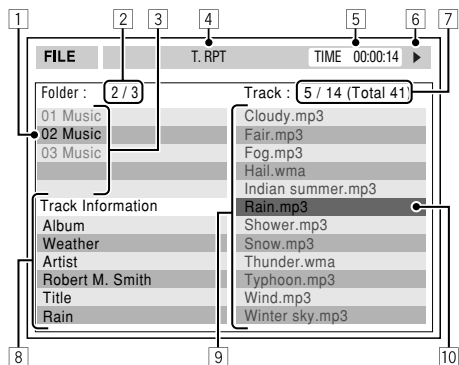 1 2 3 4 5 6 7
FILE T. RPT TIME 00:00:14
Folder : 2 / 3 Track : 5 / 14 (Total 41)
01 Music Cloudy.mp3
02 Music Fair.mp3
03 Music Fog.mp3
Hail.wma
Indian summer.mp3
Track Information Rain.mp3
Album Shower.mp3
Weather Snow.mp3
Artist Thunder.wma
Robert M. Smith Typhoon.mp3
Title Wind.mp3
Rain Winter sky.mp3
8 9 10